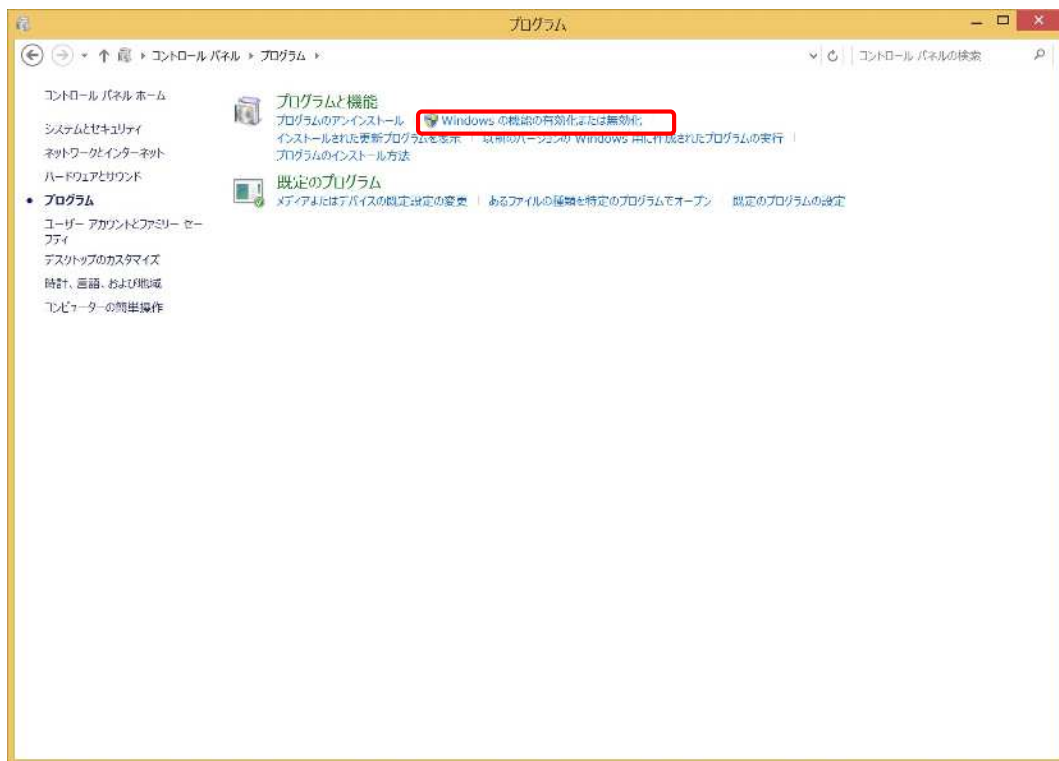 プログラム
コントロール パネル プログラム
コントロール パネルの検索
コントロール パネル ホーム
システムとセキュリティ
ネットワークとインターネット
ハードウェアとサウンド
プログラム
ユーザー アカウントとファミリー セー
フティ
デスクトップのカスタマイズ
時計、言語、および地域
コンピューターの簡単操作
プログラムと機能
プログラムのアンインストール Windows の機能の有効化または無効化
インストールされた更新プログラムを表示 以前のバージョンの Windows 用に作成されたプログラムの実行
プログラムのインストール方法
既定のプログラム
メディアまたはデバイスの既定設定の変更 あるファイルの種類を特定のプログラムでオープン 既定のプログラムの設定